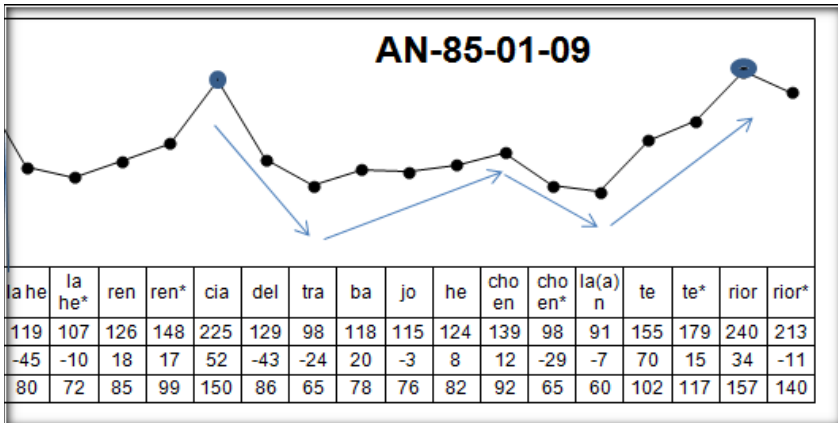 AN-85-01-09
la he la he* ren ren* cia del tra ba jo he cho en cho en* la(a) n te te* rior rior*
119 107 126 148 225 129 98 118 115 124 139 98 91 155 179 240 213
-45 -10 18 17 52 -43 -24 20 -3 8 12 -29 -7 70 15 34 -11
80 72 85 99 150 86 65 78 76 82 92 65 60 102 117 157 140